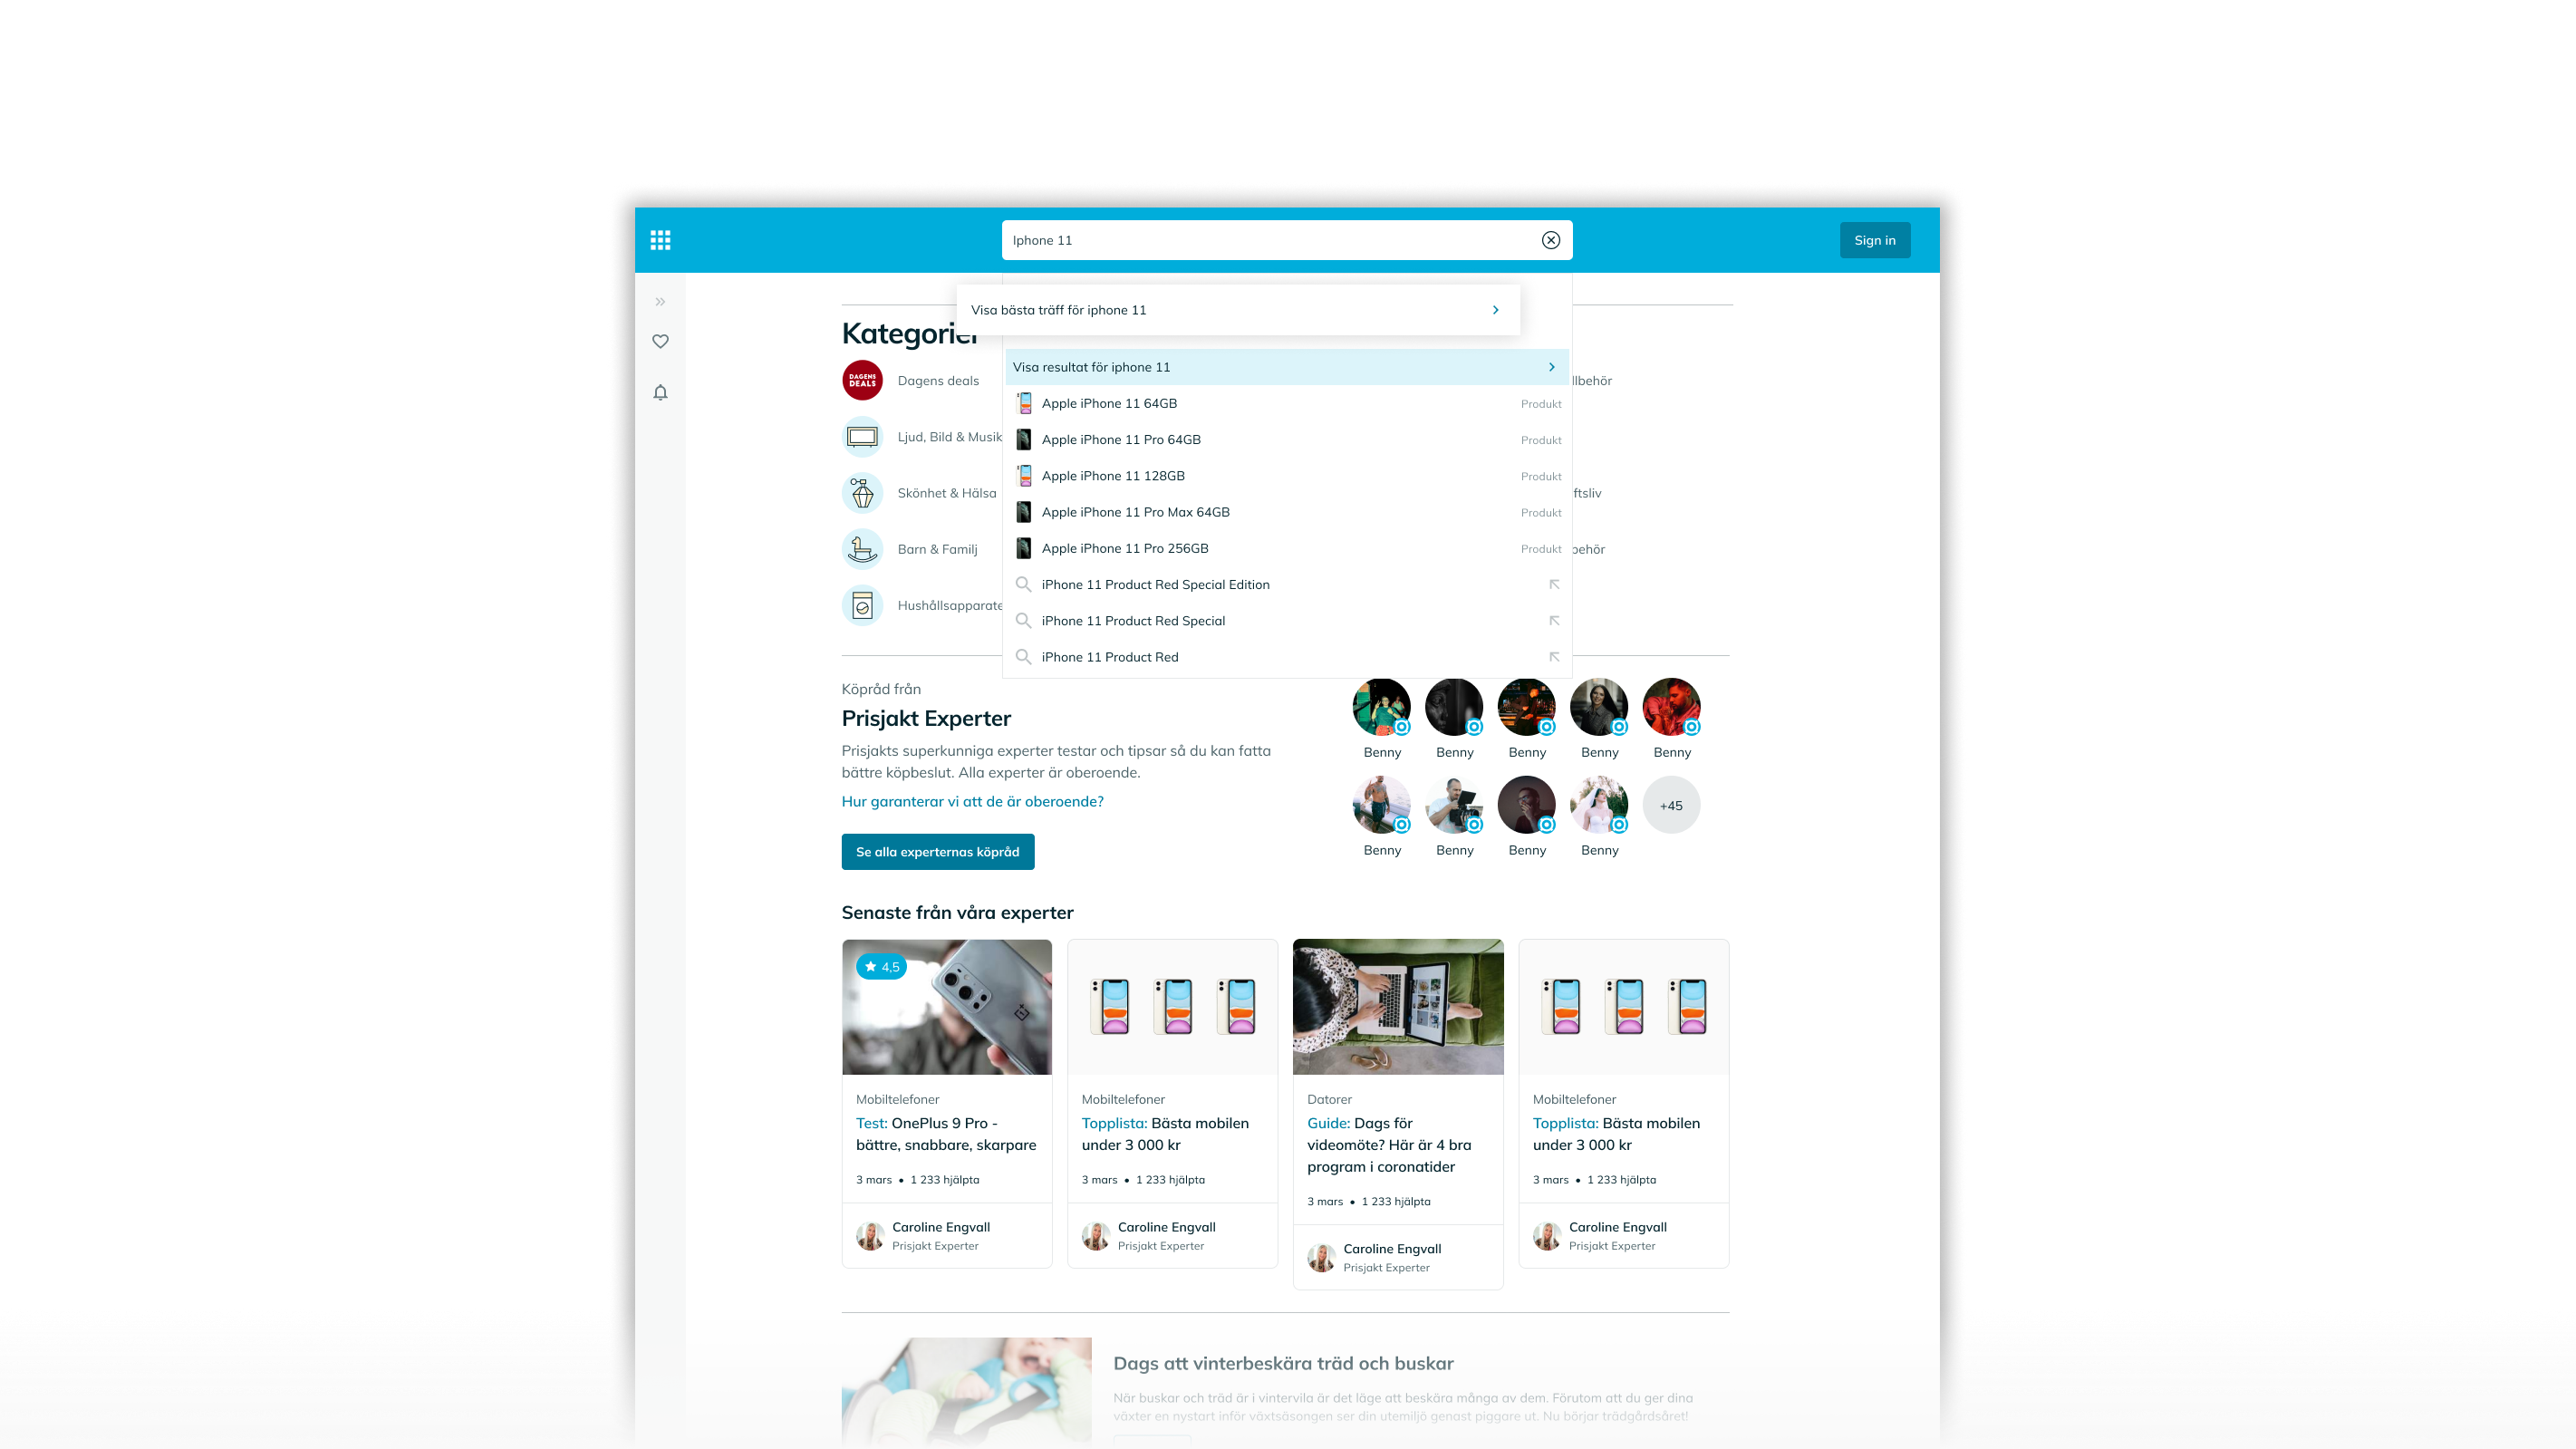 Iphone 11
Sign in
Visa bästa träff för iphone 11
Kategorier
Visa resultat för iphone 11
DAGENS
DEALS
Dagens deals
Ljud, Bild & Musik
Skönhet & Hälsa
Barn & Familj
Hushållsapparate
Apple iPhone 11 64GB
Produkt
Apple iPhone 11 Pro 64GB
Produkt
Apple iPhone 11 128GB
Produkt
Apple iPhone 11 Pro Max 64GB
Produkt
Apple iPhone 11 Pro 256GB
Produkt
iPhone 11 Product Red Special Edition
iPhone 11 Product Red Special
iPhone 11 Product Red
Köpråd från
Prisjakt Experter
Prisjakts superkunniga experter testar och tipsar så du kan fatta
bättre köpbeslut. Alla experter är oberoende.
Hur garanterar vi att de är oberoende?
Se alla experternas köpråd
Benny
Benny
Benny
Benny
Benny
+45
Benny
Benny
Benny
Benny
Senaste från våra experter
4,5
Mobiltelefoner
Test: OnePlus 9 Pro -
bättre, snabbare, skarpare
3 mars • 1 233 hjälpta
Caroline Engvall
Prisjakt Experter
Mobiltelefoner
Topplista: Bästa mobilen
under 3 000 kr
3 mars • 1 233 hjälpta
Caroline Engvall
Prisjakt Experter
Datorer
Guide: Dags för
videomöte? Här är 4 bra
program i coronatider
3 mars • 1 233 hjälpta
Caroline Engvall
Prisjakt Experter
Mobiltelefoner
Topplista: Bästa mobilen
under 3 000 kr
3 mars • 1 233 hjälpta
Caroline Engvall
Prisjakt Experter
Dags att vinterbeskära träd och buskar
När buskar och träd är i vintervila är det läge att beskära många av dem. Förutom att du ger dina
växter en nystart inför växtsäsongen ser din utemiljö genast piggare ut. Nu börjar trädgårdsåret!